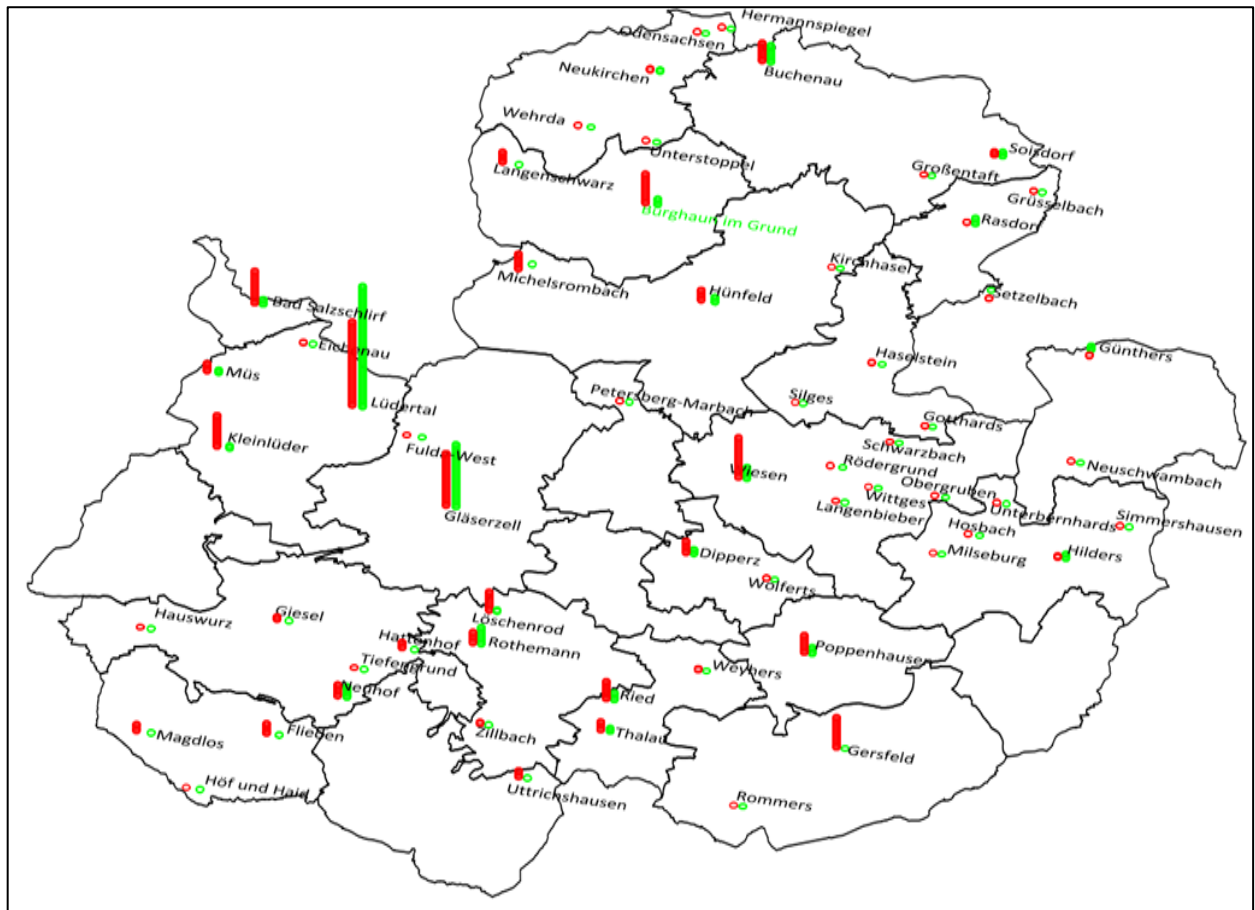 Hermannspiegel
Odensachsen
Buchenau
Neukirchen
Wehrda
Unterstoppel
Soisdorf
Langenschwarz
Großentaft
Grüsselbach
Burghaun im Grund
Rasdorf
Kirchhasel
Michelsrombach
Hünfeld
Setzelbach
Bad Salzschlirf
Eichenau
Günthers
Müs
Haselstein
Lüdertal
Petersberg-Marbach
Silges
Gotthards
Kleinlüder
Fulda-West
Schwarzbach
Wiesen
Rödergrund
Neuschwambach
Obergruben
Wittges
Langenbieber
Unterbernhards
Simmershausen
Gläserzell
Hosbach
Milseburg
Hilders
Dipperz
Wolferts
Giesel
Löschenrod
Hauswurz
Hattenhof
Rothemann
Poppenhausen
Tiefengrund
Weyhers
Neuhof
Ried
Zillbach
Thalau
Magdlos
Flieden
Gersfeld
Höf und Haid
Uttrichshausen
Rommers